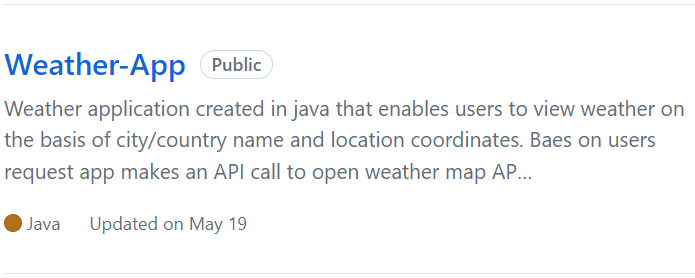 Weather-App Public
Weather application created in java that enables users to view weather on
the basis of city/country name and location coordinates. Baes on users
request app makes an API call to open weather map AP...
Java Updated on May 19